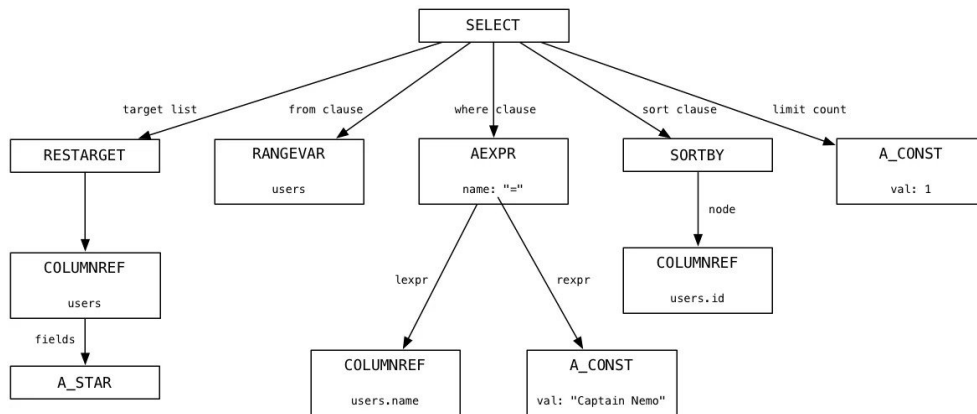 SELECT
target list
from clause
where clause
sort clause
limit count
RESTARGET
RANGEVAR
users
AEXPR
name: "="
SORTBY
A_CONST
val: 1
node
COLUMNREF
users
lexpr
rexpr
COLUMNREF
users.id
fields
A_STAR
COLUMNREF
users.name
A_CONST
val: "Captain Nemo"